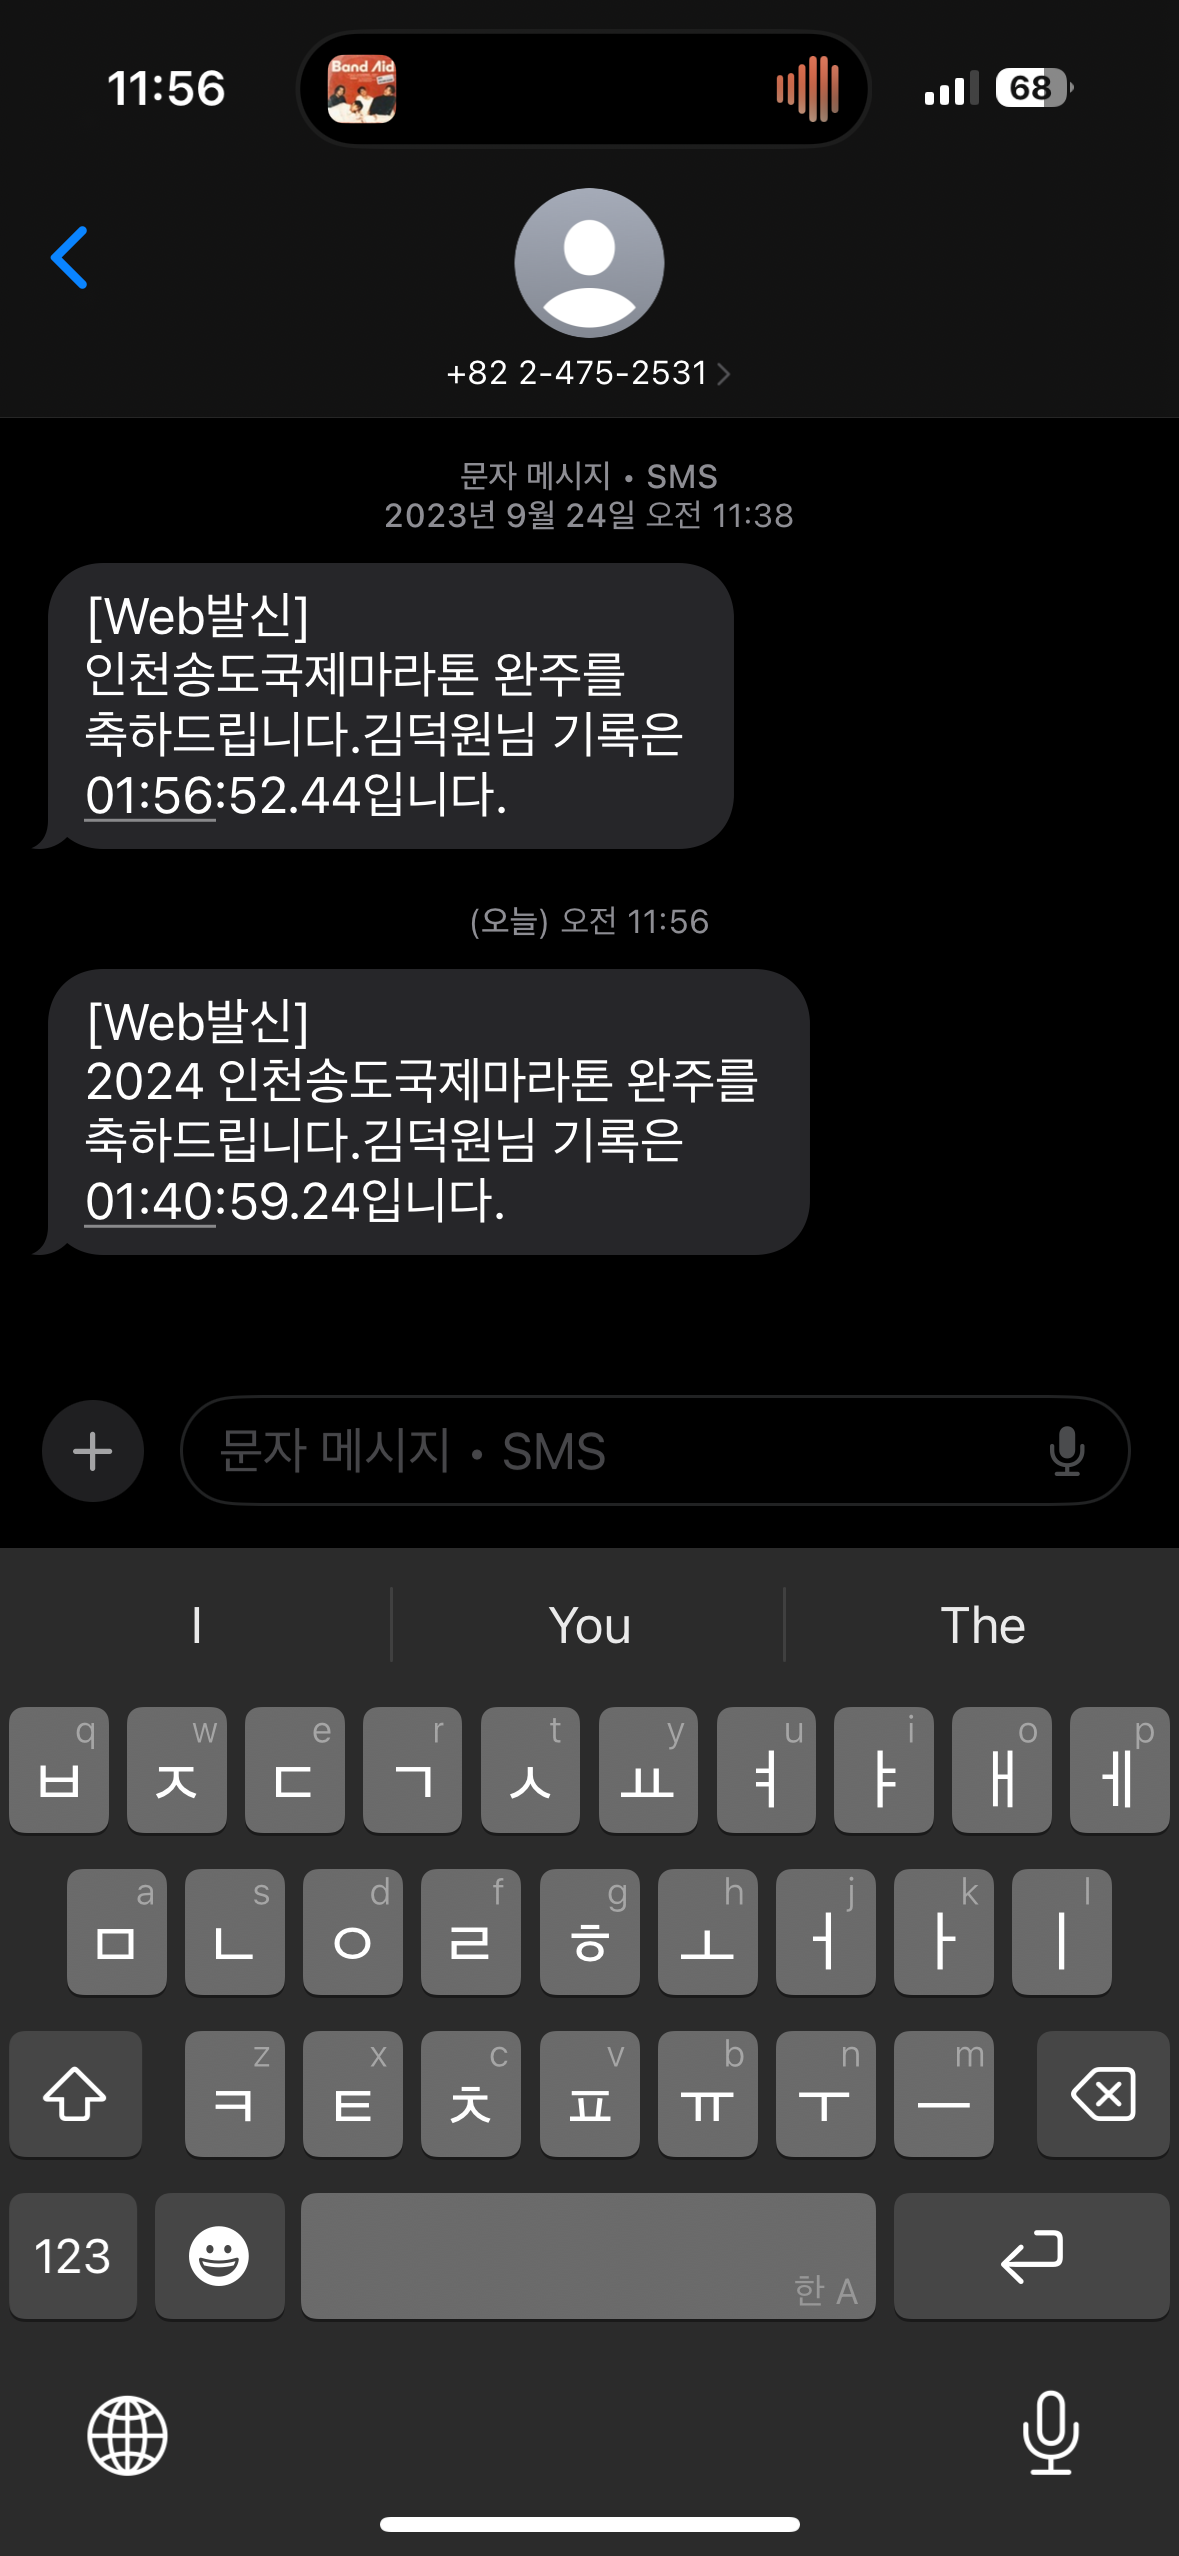 11:56
Band Aid
68
+82 2-475-2531
문자 메시지 • SMS
2023년 9월 24일 오전 11:38
[Web발신]
인천송도국제마라톤 완주를
축하드립니다.김덕원님 기록은
01:56:52.44입니다.
(오늘) 오전 11:56
[Web발신]
2024 인천송도국제마라톤 완주를
축하드립니다.김덕원님 기록은
01:40:59.24입니다.
문자 메시지 • SMS
I You The
q w e r t y u i o p
ㅂ ㅈ ㄷ ㄱ ㅅ ㅛ ㅕ ㅑ ㅐ ㅔ
a s d f g h j k l
ㅁ ㄴ ㅇ ㄹ ㅎ ㅗ ㅓ ㅏ ㅣ
z x c v b n m
ㅋ ㅌ ㅊ ㅍ ㅠ ㅜ ㅡ
123
한 A